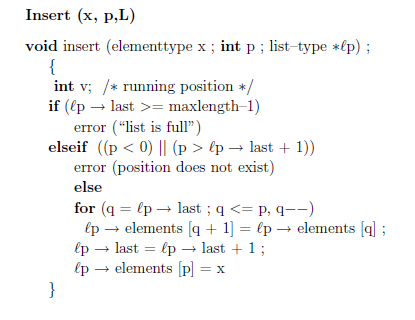 Insert (x, p,L)
void insert (elementtype x ; int p ; list–type *ℓp) ;
{
int v; /* running position */
if (ℓp → last >= maxlength–1)
error (“list is full”)
elseif ((p < 0) || (p > ℓp → last + 1))
error (position does not exist)
else
for (q = ℓp → last ; q <= p, q−−)
ℓp → elements [q + 1] = ℓp → elements [q] ;
ℓp → last = ℓp → last + 1 ;
ℓp → elements [p] = x
}